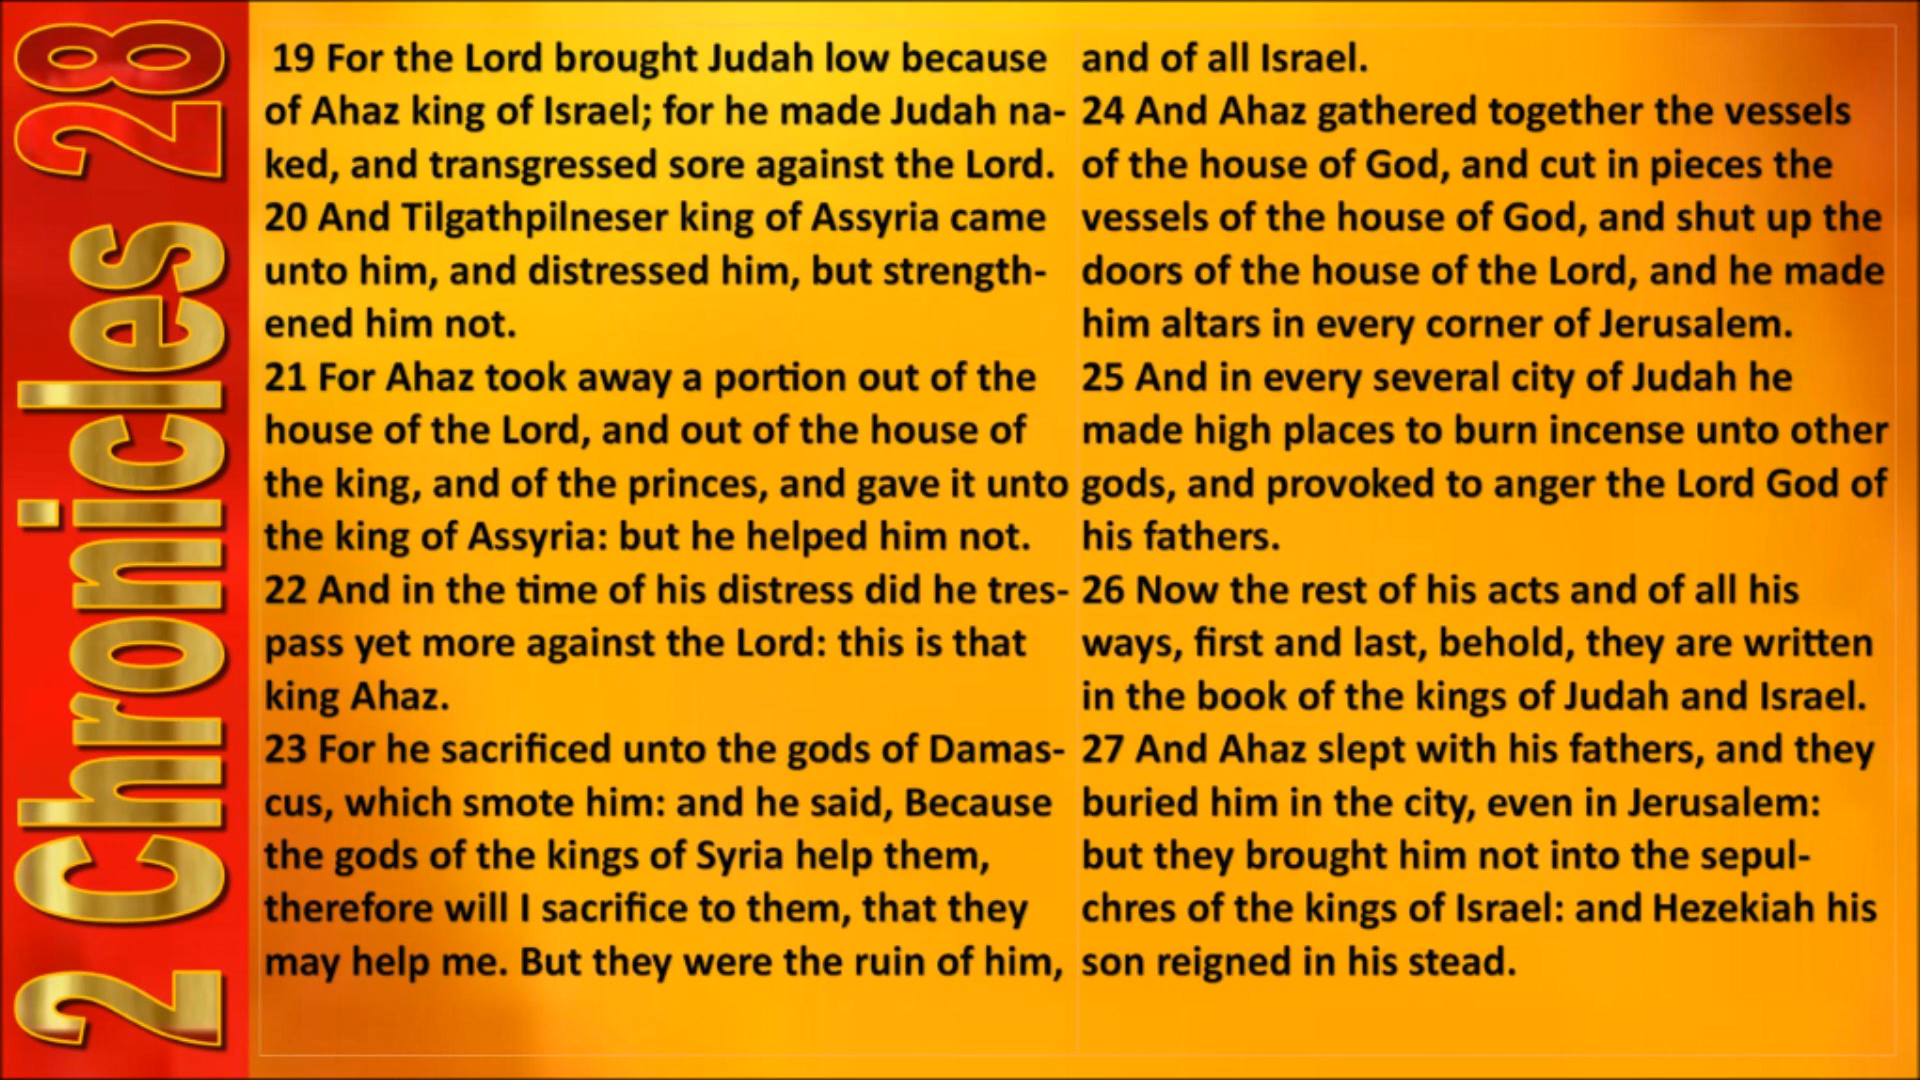 2 Chronicles 28
19 For the Lord brought Judah low because
of Ahaz king of Israel; for he made Judah na-
ked, and transgressed sore against the Lord.
20 And Tilgathpilneser king of Assyria came
unto him, and distressed him, but strength-
ened him not.
21 For Ahaz took away a portion out of the
house of the Lord, and out of the house of
the king, and of the princes, and gave it unto
the king of Assyria: but he helped him not.
22 And in the time of his distress did he tres-
pass yet more against the Lord: this is that
king Ahaz.
23 For he sacrificed unto the gods of Damas-
cus, which smote him: and he said, Because
the gods of the kings of Syria help them,
therefore will I sacrifice to them, that they
may help me. But they were the ruin of him,
and of all Israel.
24 And Ahaz gathered together the vessels
of the house of God, and cut in pieces the
vessels of the house of God, and shut up the
doors of the house of the Lord, and he made
him altars in every corner of Jerusalem.
25 And in every several city of Judah he
made high places to burn incense unto other
gods, and provoked to anger the Lord God of
his fathers.
26 Now the rest of his acts and of all his
ways, first and last, behold, they are written
in the book of the kings of Judah and Israel.
27 And Ahaz slept with his fathers, and they
buried him in the city, even in Jerusalem:
but they brought him not into the sepul-
chres of the kings of Israel: and Hezekiah his
son reigned in his stead.